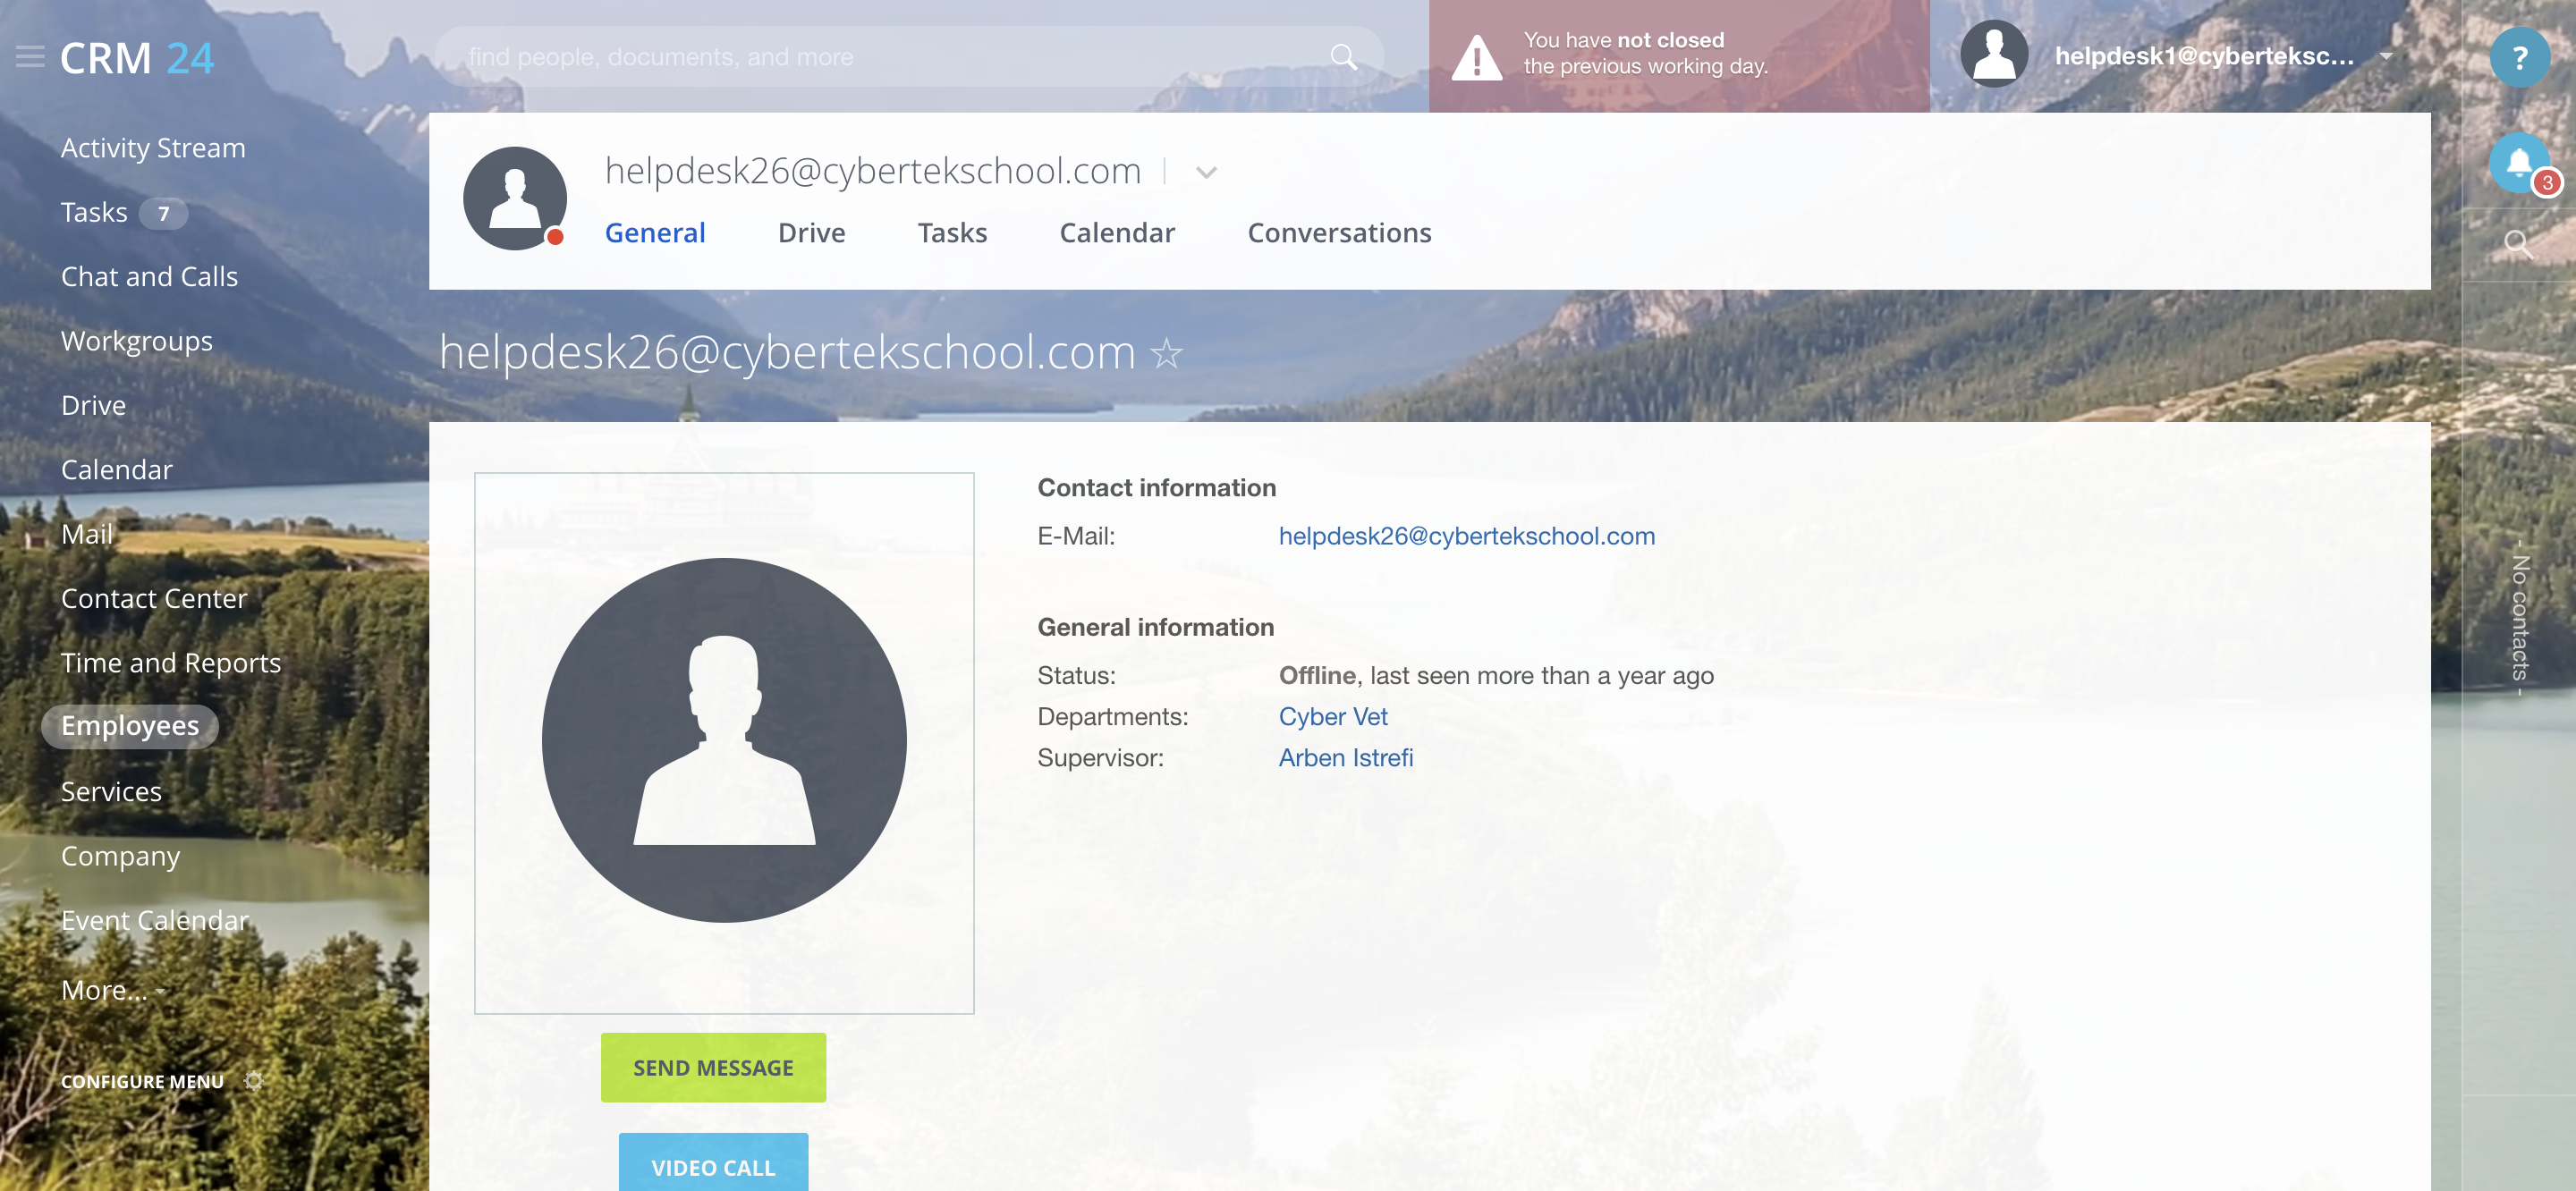 CRM 24
find people, documents, and more
You have not closed
the previous working day.
helpdesk1@cyberteksc...
?
3
Activity Stream
Tasks 7
Chat and Calls
Workgroups
Drive
Calendar
Mail
Contact Center
Time and Reports
Employees
Services
Company
Event Calendar
More...
CONFIGURE MENU
helpdesk26@cybertekschool.com
General Drive Tasks Calendar Conversations
helpdesk26@cybertekschool.com
Contact information
E-Mail: helpdesk26@cybertekschool.com
General information
Status: Offline, last seen more than a year ago
Departments: Cyber Vet
Supervisor: Arben Istrefi
SEND MESSAGE
VIDEO CALL
- No contacts -